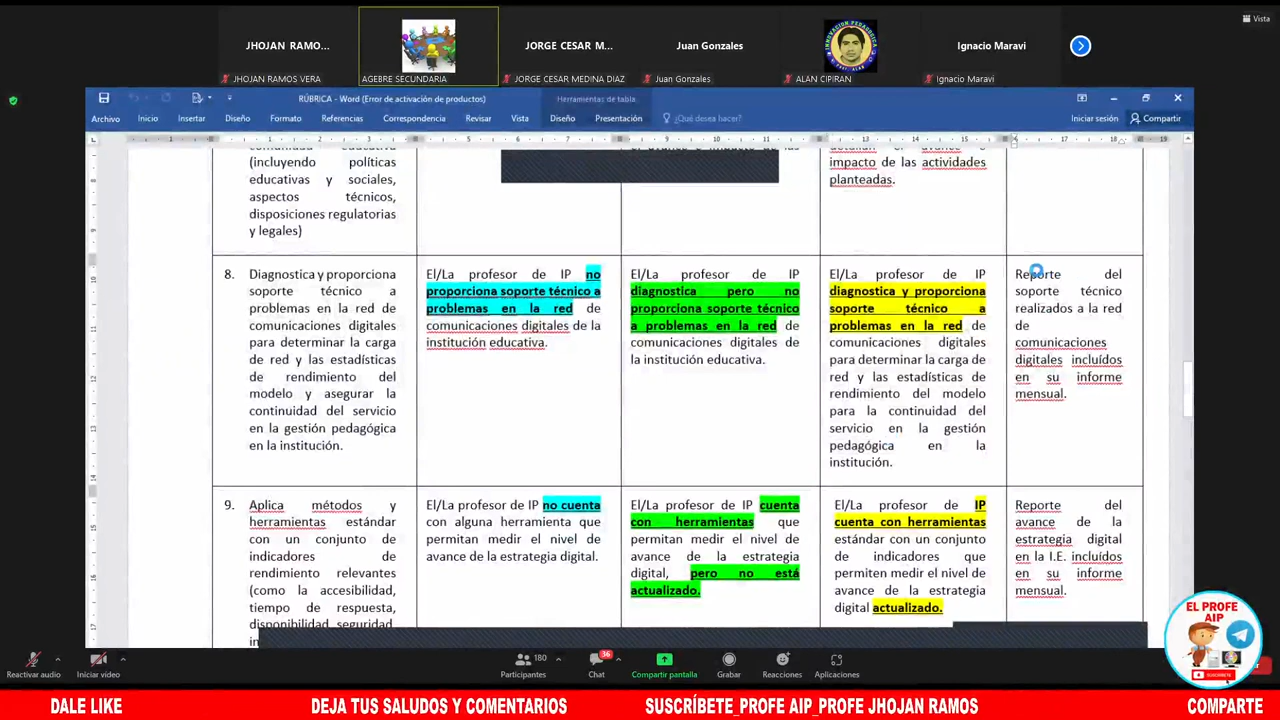 Vista
JHOJAN RAMO...
JORGE CESAR M...
Juan Gonzales
Ignacio Maravi
JHOJAN RAMOS VERA
AGEBRE SECUNDARIA
JORGE CESAR MEDINA DIAZ
Juan Gonzales
ALAN CIPIRAN
Ignacio Maravi
RÚBRICA - Word (Error de activación de productos)
Herramientas de tabla
Archivo
Inicio
Insertar
Diseño
Formato
Referencias
Correspondencia
Revisar
Vista
Diseño
Presentación
¿Qué desea hacer?
Iniciar sesión
Compartir
(incluyendo políticas
educativas y sociales,
aspectos técnicos,
disposiciones regulatorias
y legales)
impacto de las actividades
planteadas.
8. Diagnostica y proporciona
soporte técnico a
problemas en la red de
comunicaciones digitales
para determinar la carga
de red y las estadísticas
de rendimiento del
modelo y asegurar la
continuidad del servicio
en la gestión pedagógica
en la institución.
El/La profesor de IP no
proporciona soporte técnico a
problemas en la red de
comunicaciones digitales de la
institución educativa.
El/La profesor de IP
diagnostica pero no
proporciona soporte técnico
a problemas en la red de
comunicaciones digitales de
la institución educativa.
El/La profesor de IP
diagnostica y proporciona
soporte técnico a
problemas en la red de
comunicaciones digitales
para determinar la carga de
red y las estadísticas de
rendimiento del modelo
para la continuidad del
servicio en la gestión
pedagógica en la
institución.
Reporte del
soporte técnico
realizados a la red
de
comunicaciones
digitales incluídos
en su informe
mensual.
9. Aplica métodos y
herramientas estándar
con un conjunto de
indicadores de
rendimiento relevantes
(como la accesibilidad,
tiempo de respuesta,
disponibilidad, seguridad,
El/La profesor de IP no cuenta
con alguna herramienta que
permitan medir el nivel de
avance de la estrategia digital.
El/La profesor de IP cuenta
con herramientas que
permitan medir el nivel de
avance de la estrategia
digital, pero no está
actualizado.
El/La profesor de IP
cuenta con herramientas
estándar con un conjunto
de indicadores que
permiten medir el nivel de
avance de la estrategia
digital actualizado.
Reporte del
avance de la
estrategia digital
en la I.E. incluídos
en su informe
mensual.
EL PROFE
AIP
SUSCRÍBETE
Reactivar audio
Iniciar vídeo
180
Participantes
36
Chat
Compartir pantalla
Grabar
Reacciones
Aplicaciones
DALE LIKE
DEJA TUS SALUDOS Y COMENTARIOS
SUSCRÍBETE_PROFE AIP_PROFE JHOJAN RAMOS
COMPARTE